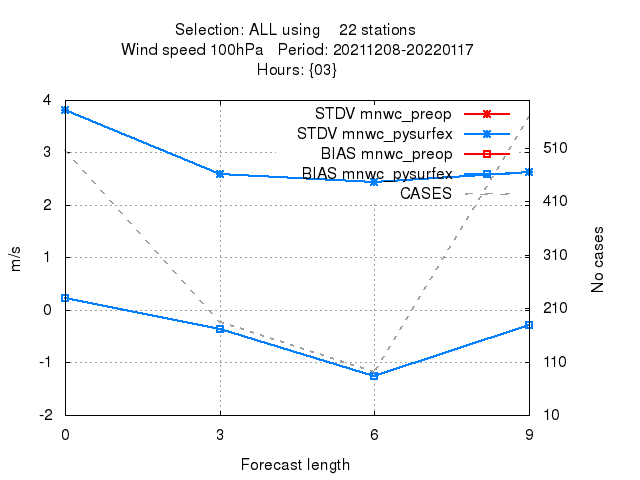 Selection: ALL using    22 stations
Wind speed 100hPa   Period: 20211208-20220117
Hours: {03}
STDV mnwc_preop
STDV mnwc_pysurfex
BIAS mnwc_preop
BIAS mnwc_pysurfex
CASES
4
3
2
1
0
-1
-2
510
410
310
210
110
10
m/s
No cases
0 3 6 9
Forecast length